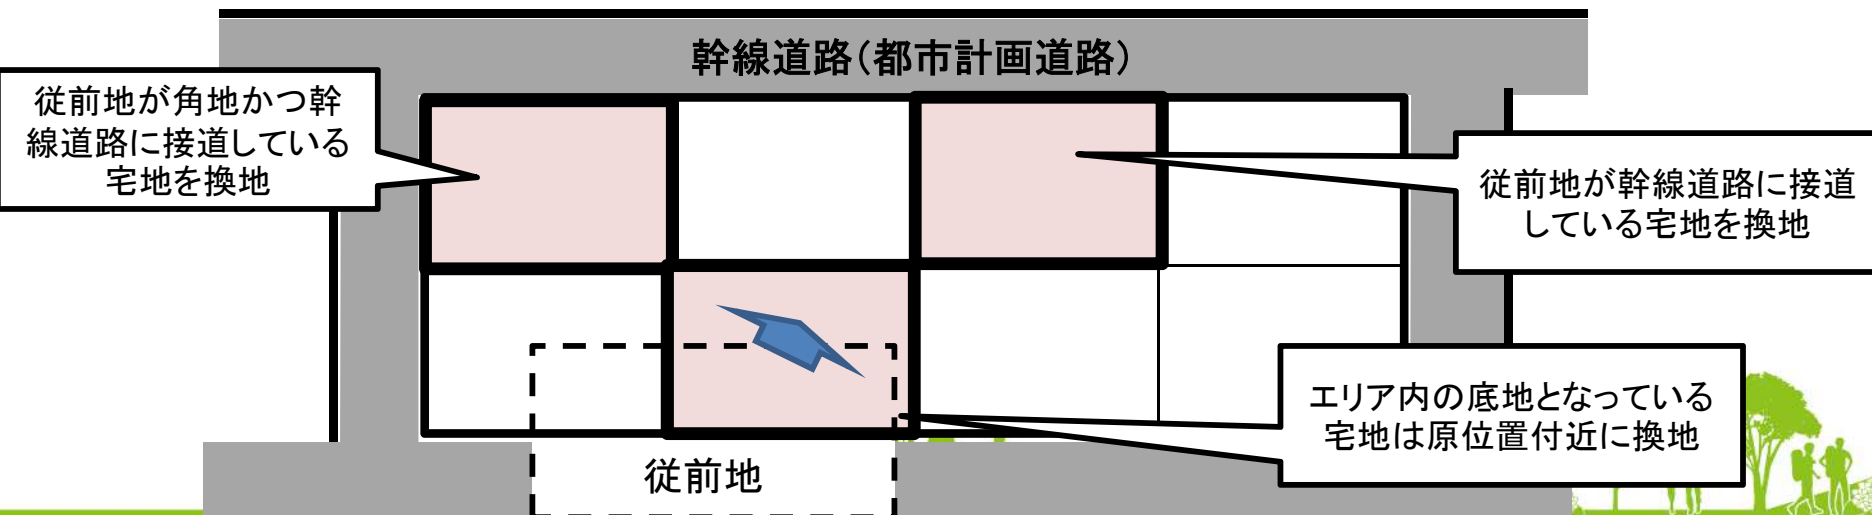 幹線道路(都市計画道路)
従前地が角地かつ幹
線道路に接道している
宅地を換地
従前地が幹線道路に接道
している宅地を換地
エリア内の底地となっている
宅地は原位置付近に換地
従前地